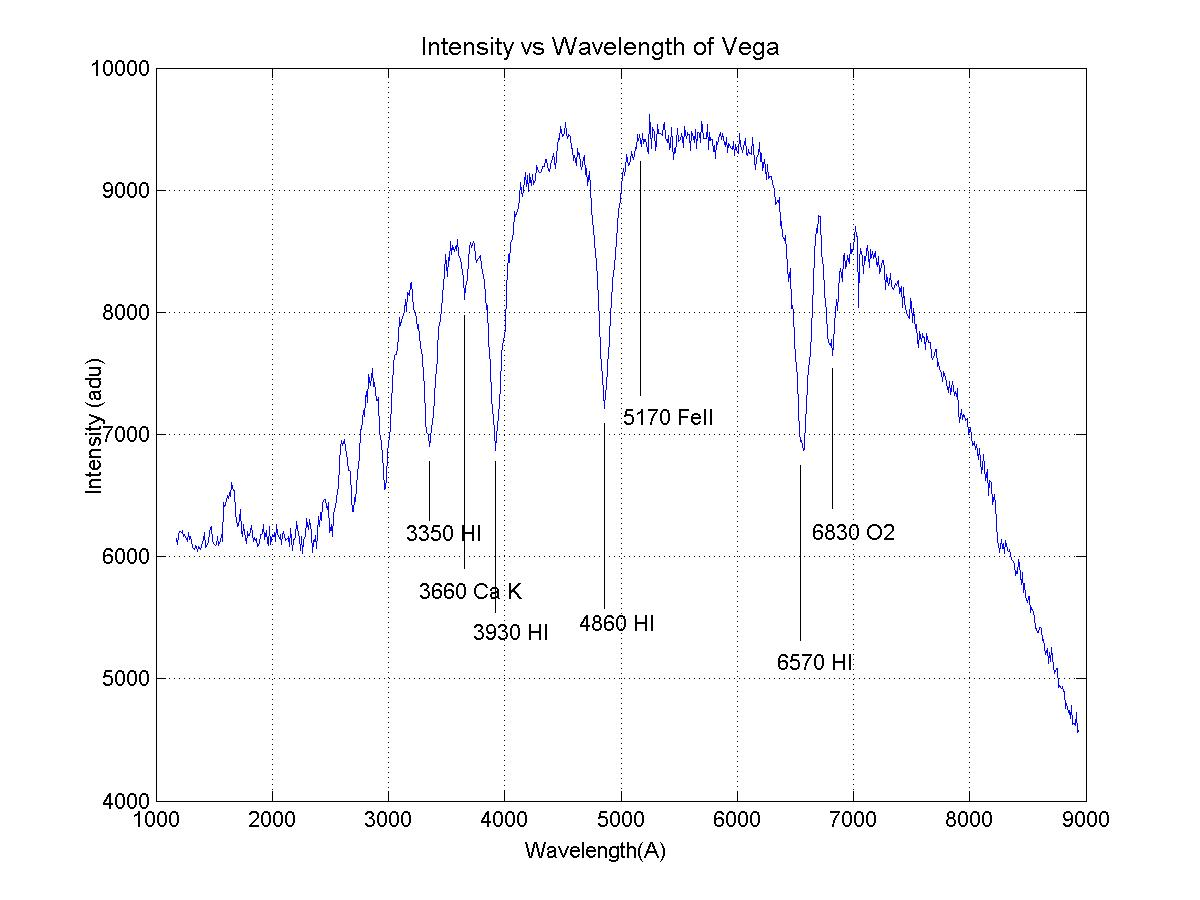 Intensity vs Wavelength of Vega
10000
9000
8000
7000
6000
5000
4000
Intensity (adu)
5170 FeII
3350 HI
6830 O2
3660 Ca K
4860 HI
3930 HI
6570 HI
1000 2000 3000 4000 5000 6000 7000 8000 9000
Wavelength(A)